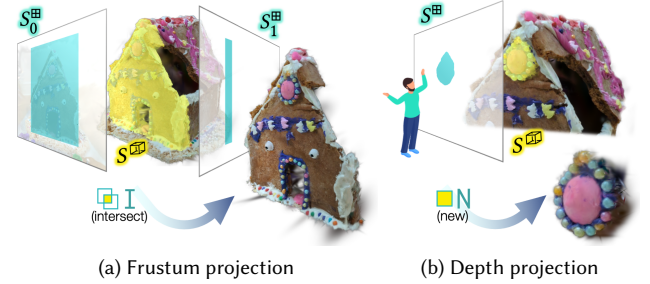 S₀⊞
S₁⊞
S⊞
S
S
I
(intersect)
N
(new)
(a) Frustum projection
(b) Depth projection